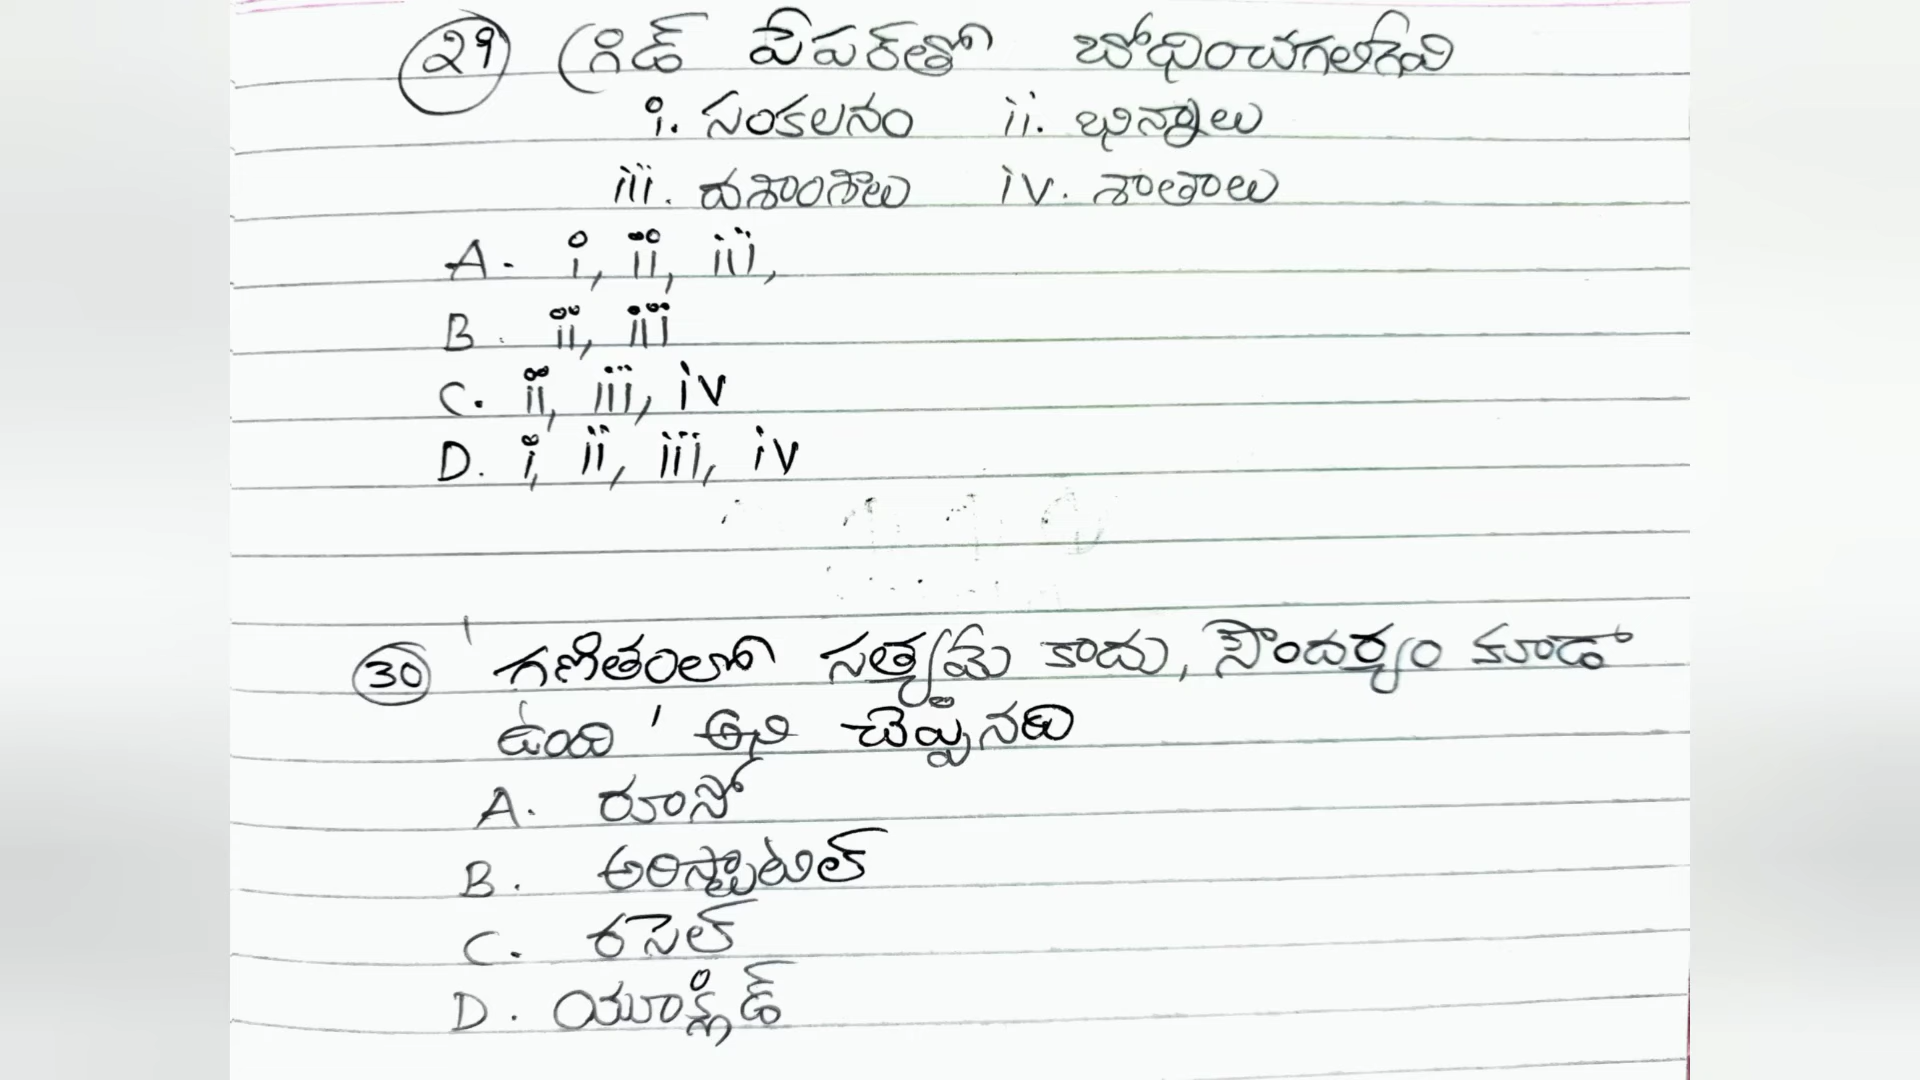 29 గ్రిడ్ పేపర్‌తో బోధించగలిగేవి
i. సంకలనం ii. భిన్నాలు
iii. దశాంశాలు iv. శాతాలు
A. i, ii, iii,
B. ii, iii
C. ii, iii, iv
D. i, ii, iii, iv
30 'గణితంలో సత్యమే కాదు, సౌందర్యం కూడా
ఉంది' అని చెప్పినది
A. రూసో
B. అరిస్టాటిల్
C. రసెల్
D. యూక్లిడ్